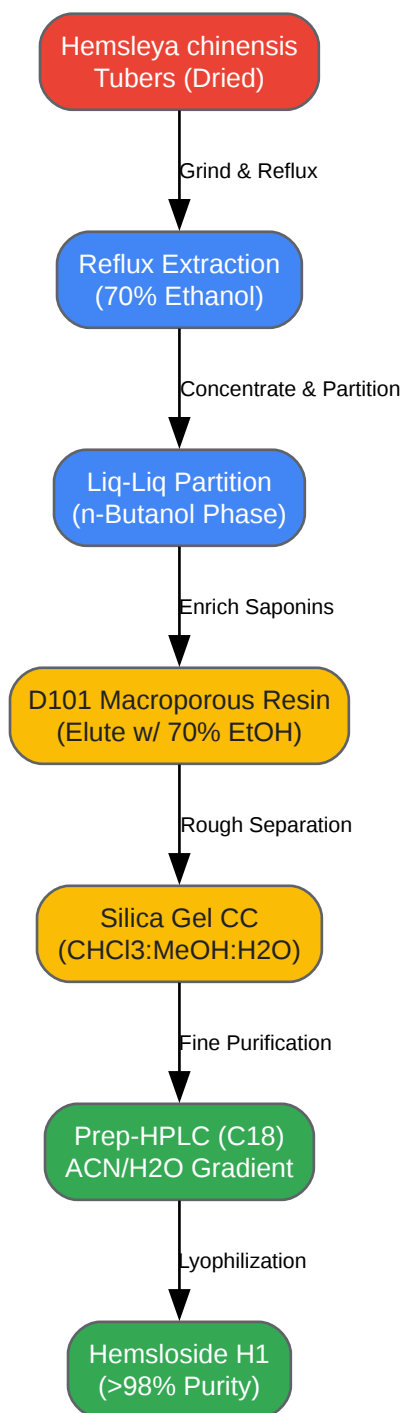 Hemsleya chinensis
Tubers (Dried)
Grind & Reflux
Reflux Extraction
(70% Ethanol)
Concentrate & Partition
Liq-Liq Partition
(n-Butanol Phase)
Enrich Saponins
D101 Macroporous Resin
(Elute w/ 70% EtOH)
Rough Separation
Silica Gel CC
(CHCl3:MeOH:H2O)
Fine Purification
Prep-HPLC (C18)
ACN/H2O Gradient
Lyophilization
Hemsloside H1
(>98% Purity)